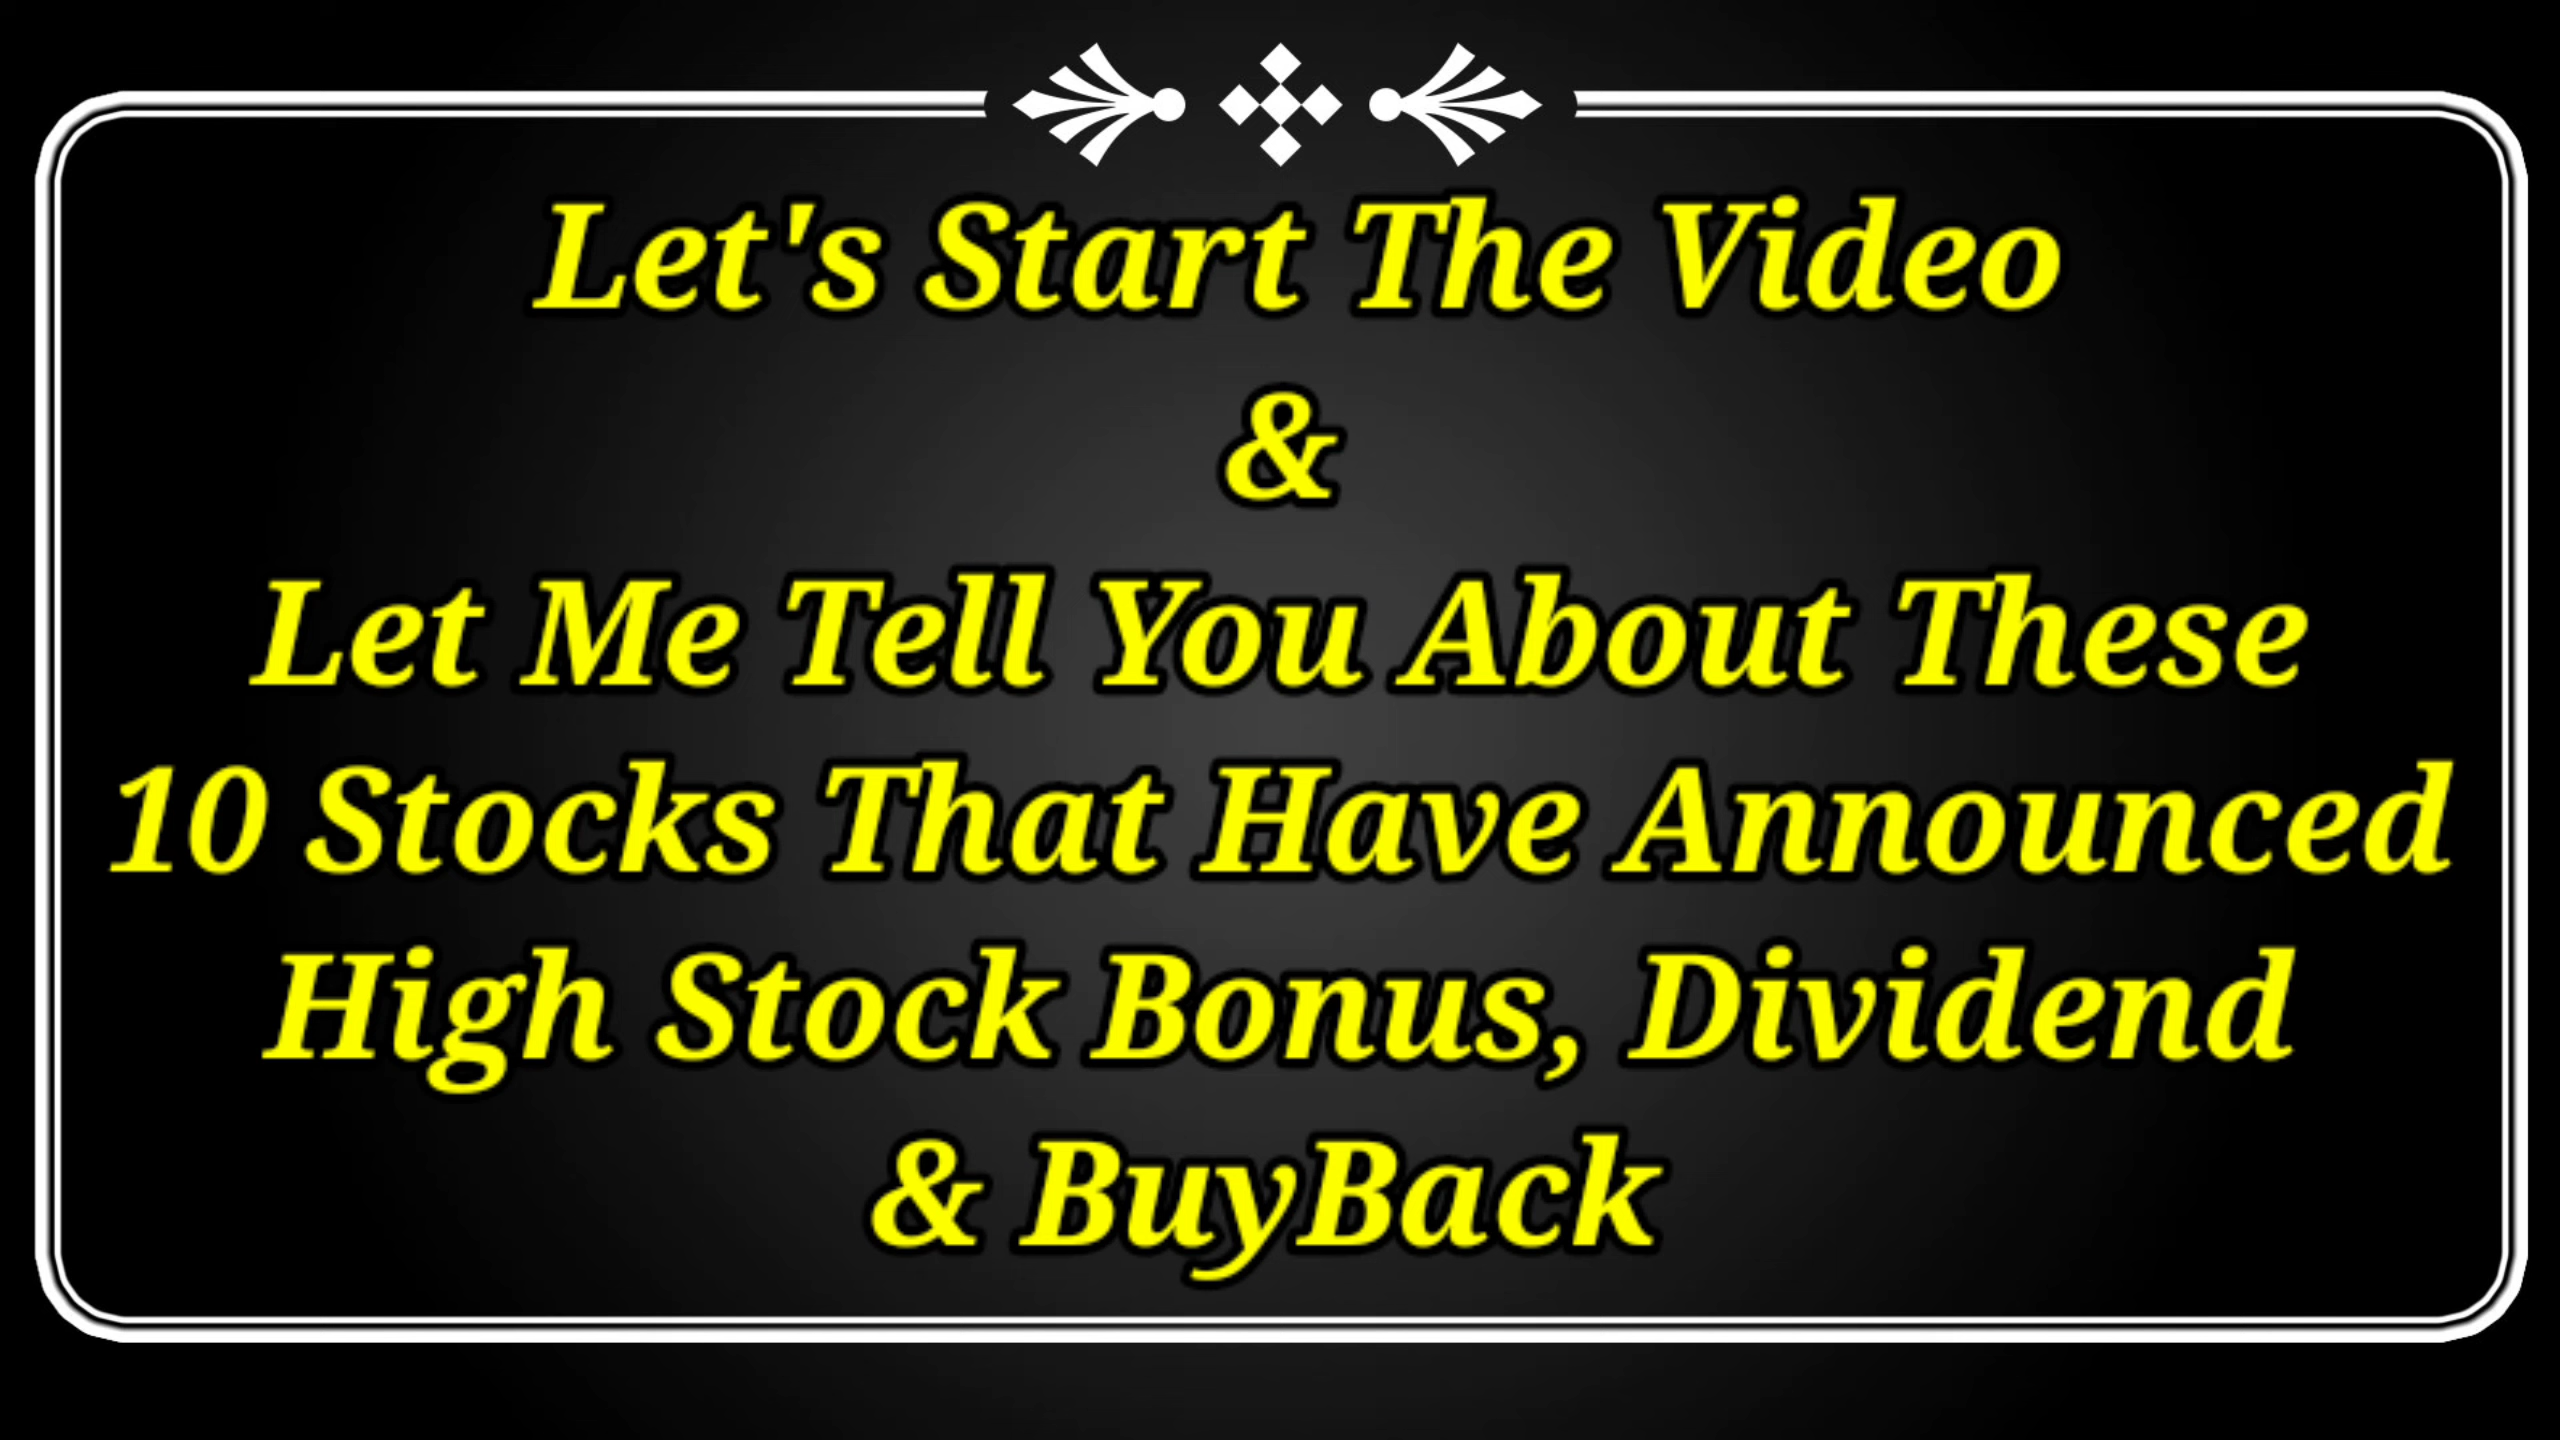 Let's Start The Video
&
Let Me Tell You About These
10 Stocks That Have Announced
High Stock Bonus, Dividend
& BuyBack